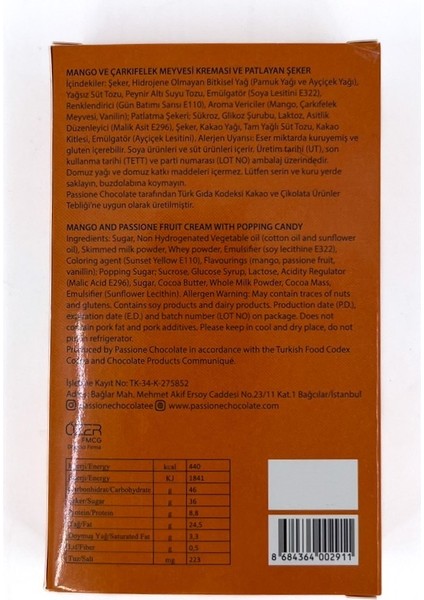 MANGO VE ÇARKIFELEK MEYVESİ KREMASI VE PATLAYAN ŞEKER
İçindekiler: Şeker, Hidrojene Olmayan Bitkisel Yağ (Pamuk Yağı ve Ayçiçek Yağı),
Yağsız Süt Tozu, Peynir Altı Suyu Tozu, Emülgatör (Soya Lesitini E322),
Renklendirici (Gün Batımı Sarısı E110), Aroma Vericiler (Mango, Çarkıfelek
Meyvesi, Vanilin); Patlatma Şekeri; Sükroz, Glikoz Şurubu, Laktoz, Asitlik
Düzenleyici (Malik Asit E296), Şeker, Kakao Yağı, Tam Yağlı Süt Tozu, Kakao
Kitlesi, Emülgatör (Ayçiçek Lesitini). Alerjen Uyarısı: Eser miktarda kuruyemiş ve
gluten içerebilir. Soya ürünleri ve süt ürünleri içerir. Üretim tarihi (UT), son
kullanma tarihi (TETT) ve parti numarası (LOT NO) ambalaj üzerindedir.
Domuz yağı ve domuz katkı maddeleri içermez. Lütfen serin ve kuru yerde
saklayın, buzdolabına koymayın.
Passione Chocolate tarafından Türk Gıda Kodeksi Kakao ve Çikolata Ürünler
Tebliği'ne uygun olarak üretilmiştir.
MANGO AND PASSIONE FRUIT CREAM WITH POPPING CANDY
Ingredients: Sugar, Non Hydrogenated Vegetable oil (cotton oil and sunflower
oil), Skimmed milk powder, Whey powder, Emulsifier (soy lecithine E322),
Coloring agent (Sunset Yellow E110), Flavourings (mango, passione fruit,
vanillin); Popping Sugar; Sucrose, Glucose Syrup, Lactose, Acidity Regulator
(Malic Acid E296), Sugar, Cocoa Butter, Whole Milk Powder, Cocoa Mass,
Emulsifier (Sunflower Lecithin). Allergen Warning: May contain traces of nuts
and glutens. Contains soy products and dairy products. Production date (P.D.),
expiration date (E.D.) and batch number (LOT NO) on package. Does not
contain pork fat and pork additives. Please keep in cool and dry place, do not
put in refrigerator.
Produced by Passione Chocolate in accordance with the Turkish Food Codex
Cocoa and Chocolate Products Communiqué.
İşletme Kayıt No: TK-34-K-275852
Adres: Bağlar Mah. Mehmet Akif Ersoy Caddesi No.23/11 Kat.1 Bağcılar/İstanbul
passionechocolatee www.passionechocolate.com
FMCG
Enerji/Energy kcal 440
Enerji/Energy KJ 1841
Karbonhidrat/Carbohydrate g 46
Şeker/Sugar g 36
Protein/Protein g 8,8
Yağ/Fat g 24,5
Doymuş Yağ/Saturated Fat g 3,3
Lif/Fiber g 0,5
Tuz/Salt mg 223
8 684364 002911